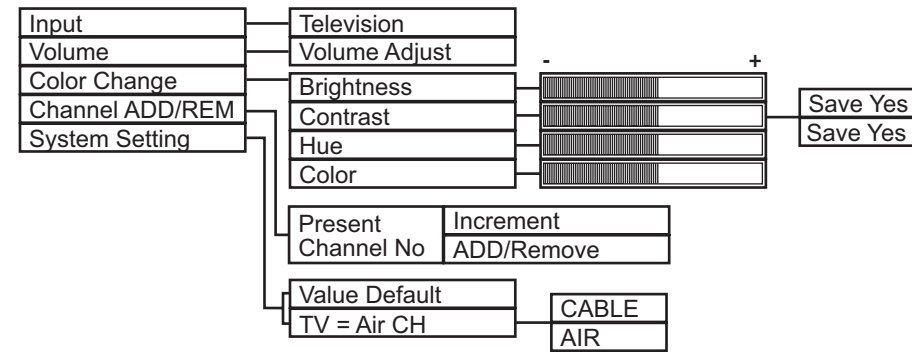 Input
Volume
Color Change
Channel ADD/REM
System Setting
Television
Volume Adjust
Brightness
Contrast
Hue
Color
- +
Save Yes
Save Yes
Present
Channel No
Increment
ADD/Remove
Value Default
TV = Air CH
CABLE
AIR